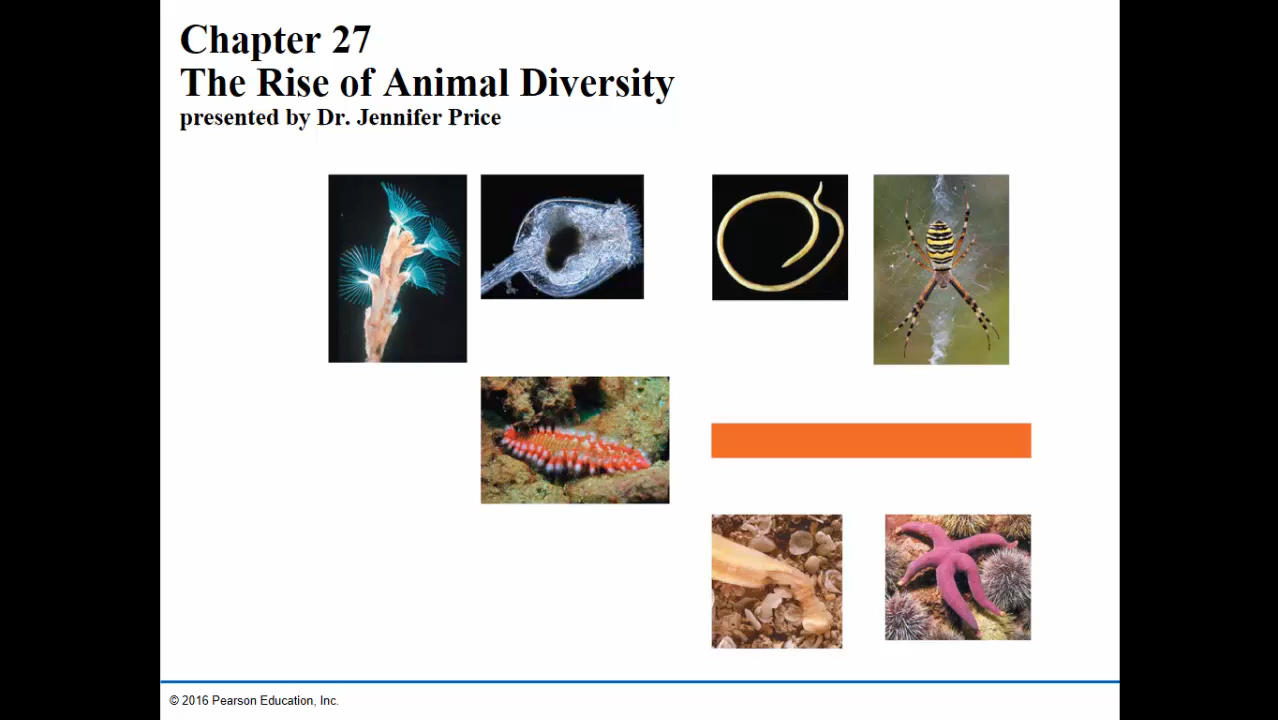 Chapter 27
The Rise of Animal Diversity
presented by Dr. Jennifer Price
© 2016 Pearson Education, Inc.